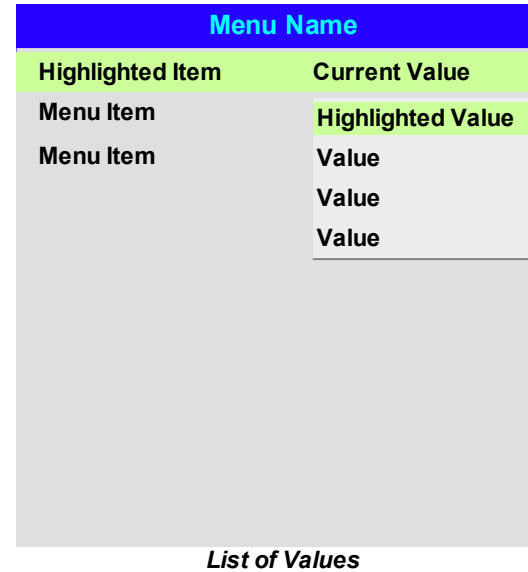 Menu Name
Highlighted Item Current Value
Menu Item Highlighted Value
Menu Item Value
Value
Value
List of Values